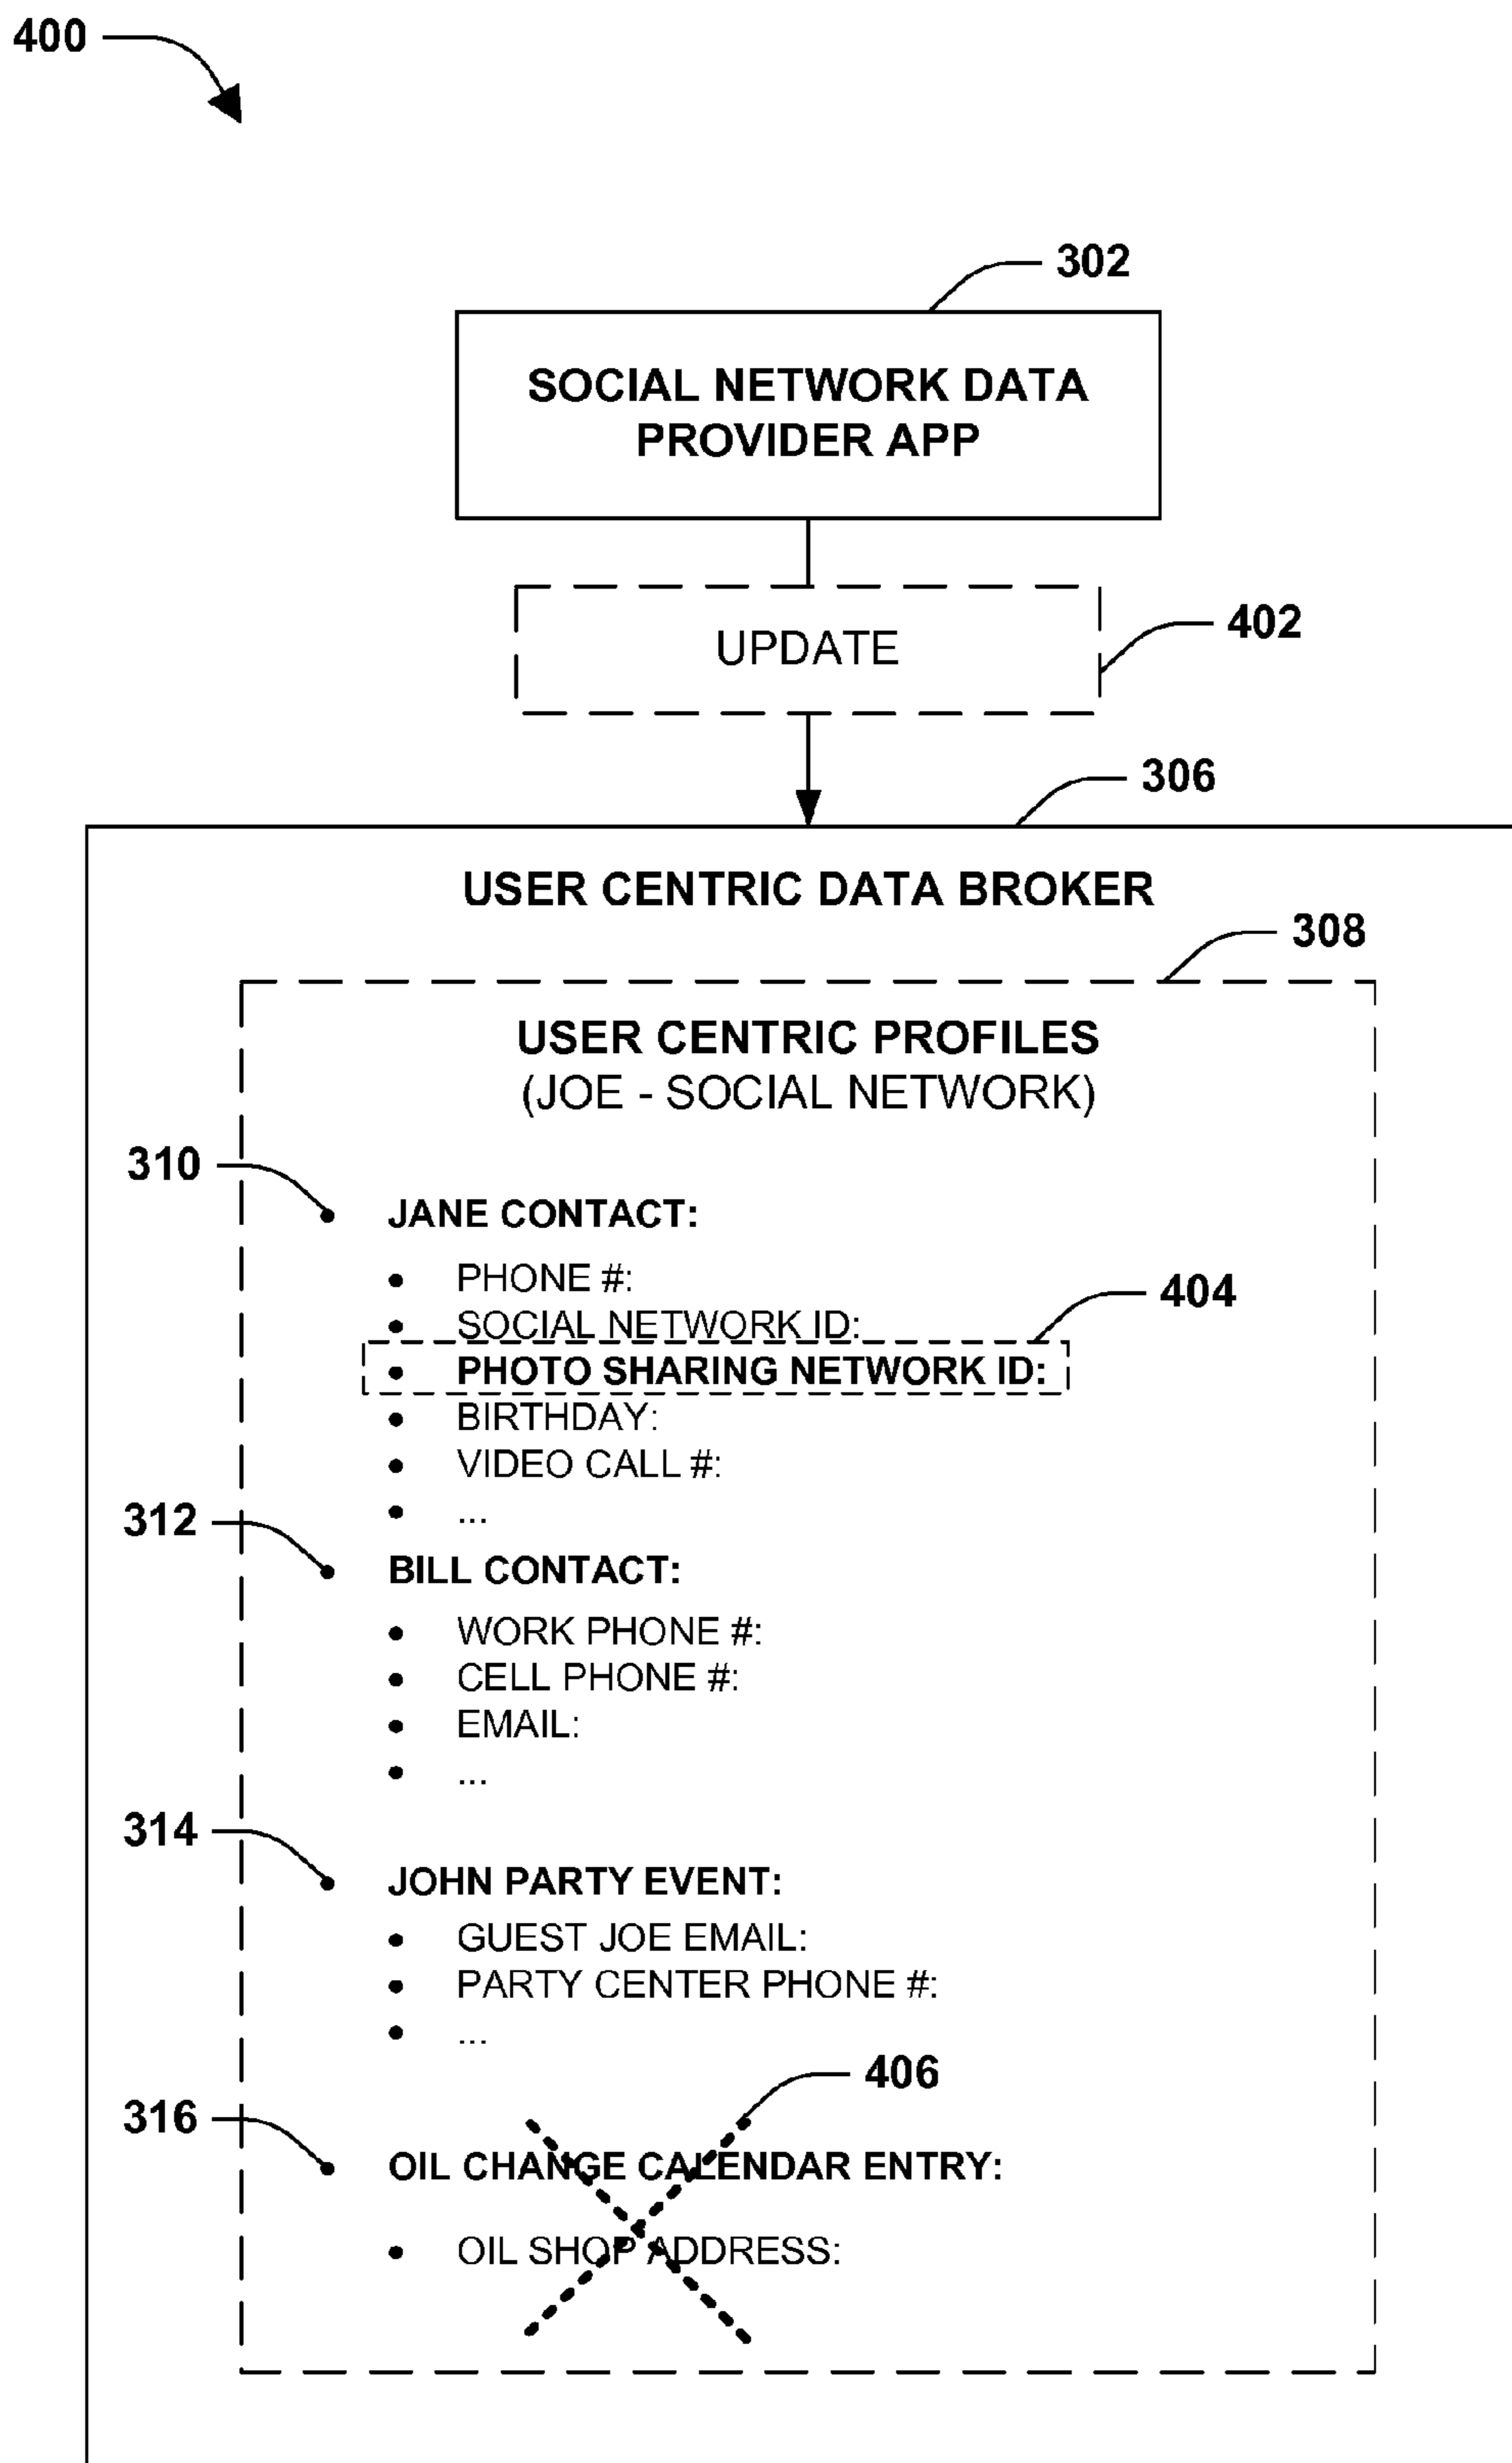 400
302
SOCIAL NETWORK DATA
PROVIDER APP
UPDATE
402
306
USER CENTRIC DATA BROKER
308
USER CENTRIC PROFILES
(JOE - SOCIAL NETWORK)
310
• JANE CONTACT:
• PHONE #:
404
• SOCIAL NETWORK ID:
• PHOTO SHARING NETWORK ID:
• BIRTHDAY:
• VIDEO CALL #:
• ...
312
• BILL CONTACT:
• WORK PHONE #:
• CELL PHONE #:
• EMAIL:
• ...
314
• JOHN PARTY EVENT:
• GUEST JOE EMAIL:
• PARTY CENTER PHONE #:
• ...
406
316
• OIL CHANGE CALENDAR ENTRY:
• OIL SHOP ADDRESS: